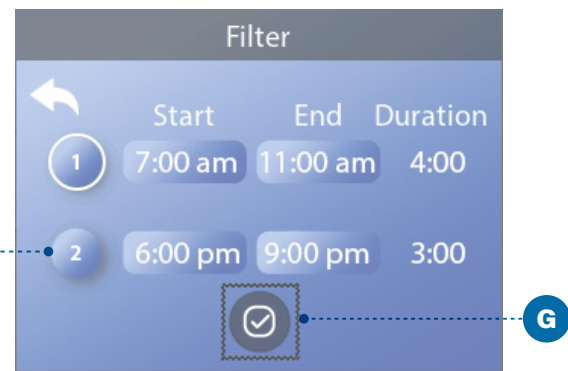 Filter
Start End Duration
1 7:00 am 11:00 am 4:00
2 6:00 pm 9:00 pm 3:00
G